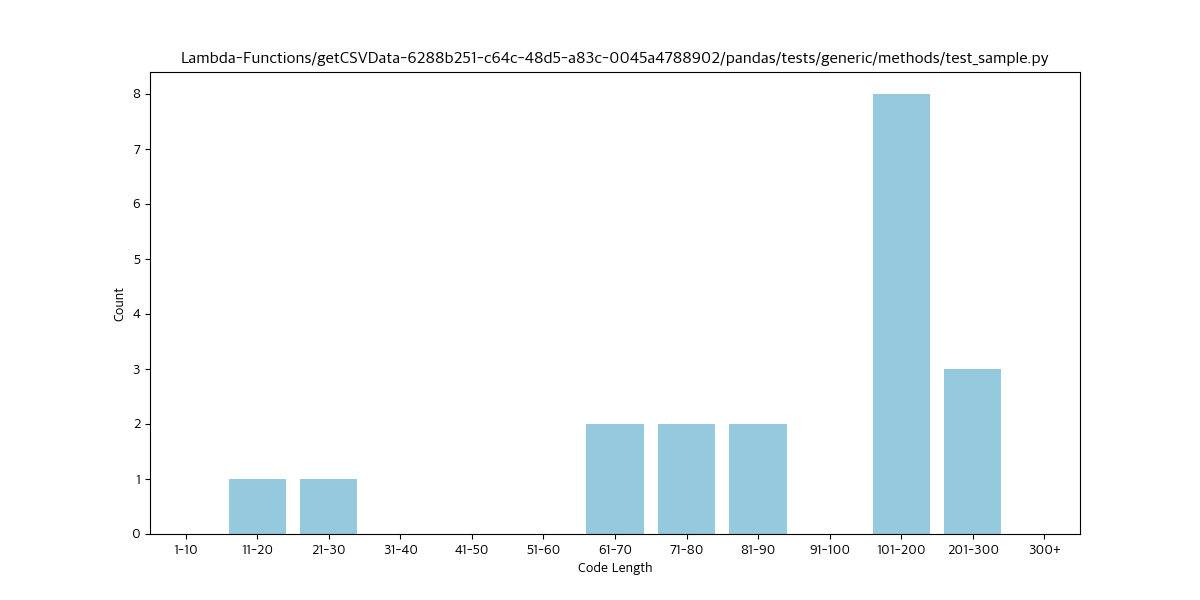 Lambda-Functions/getCSVData-6288b251-c64c-48d5-a83c-0045a4788902/pandas/tests/generic/methods/test_sample.py
8
7
6
5
4
3
2
1
0
Count
1-10 11-20 21-30 31-40 41-50 51-60 61-70 71-80 81-90 91-100 101-200 201-300 300+
Code Length